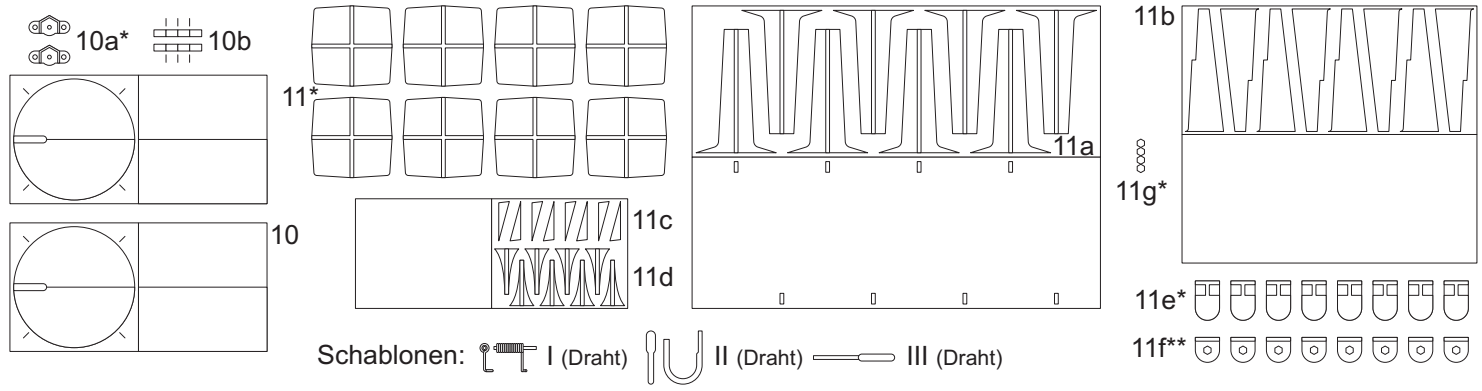 10a*
10b
11*
10
11c
11d
11a
11b
11g*
11e*
11f**
Schablonen: I (Draht) II (Draht) III (Draht)